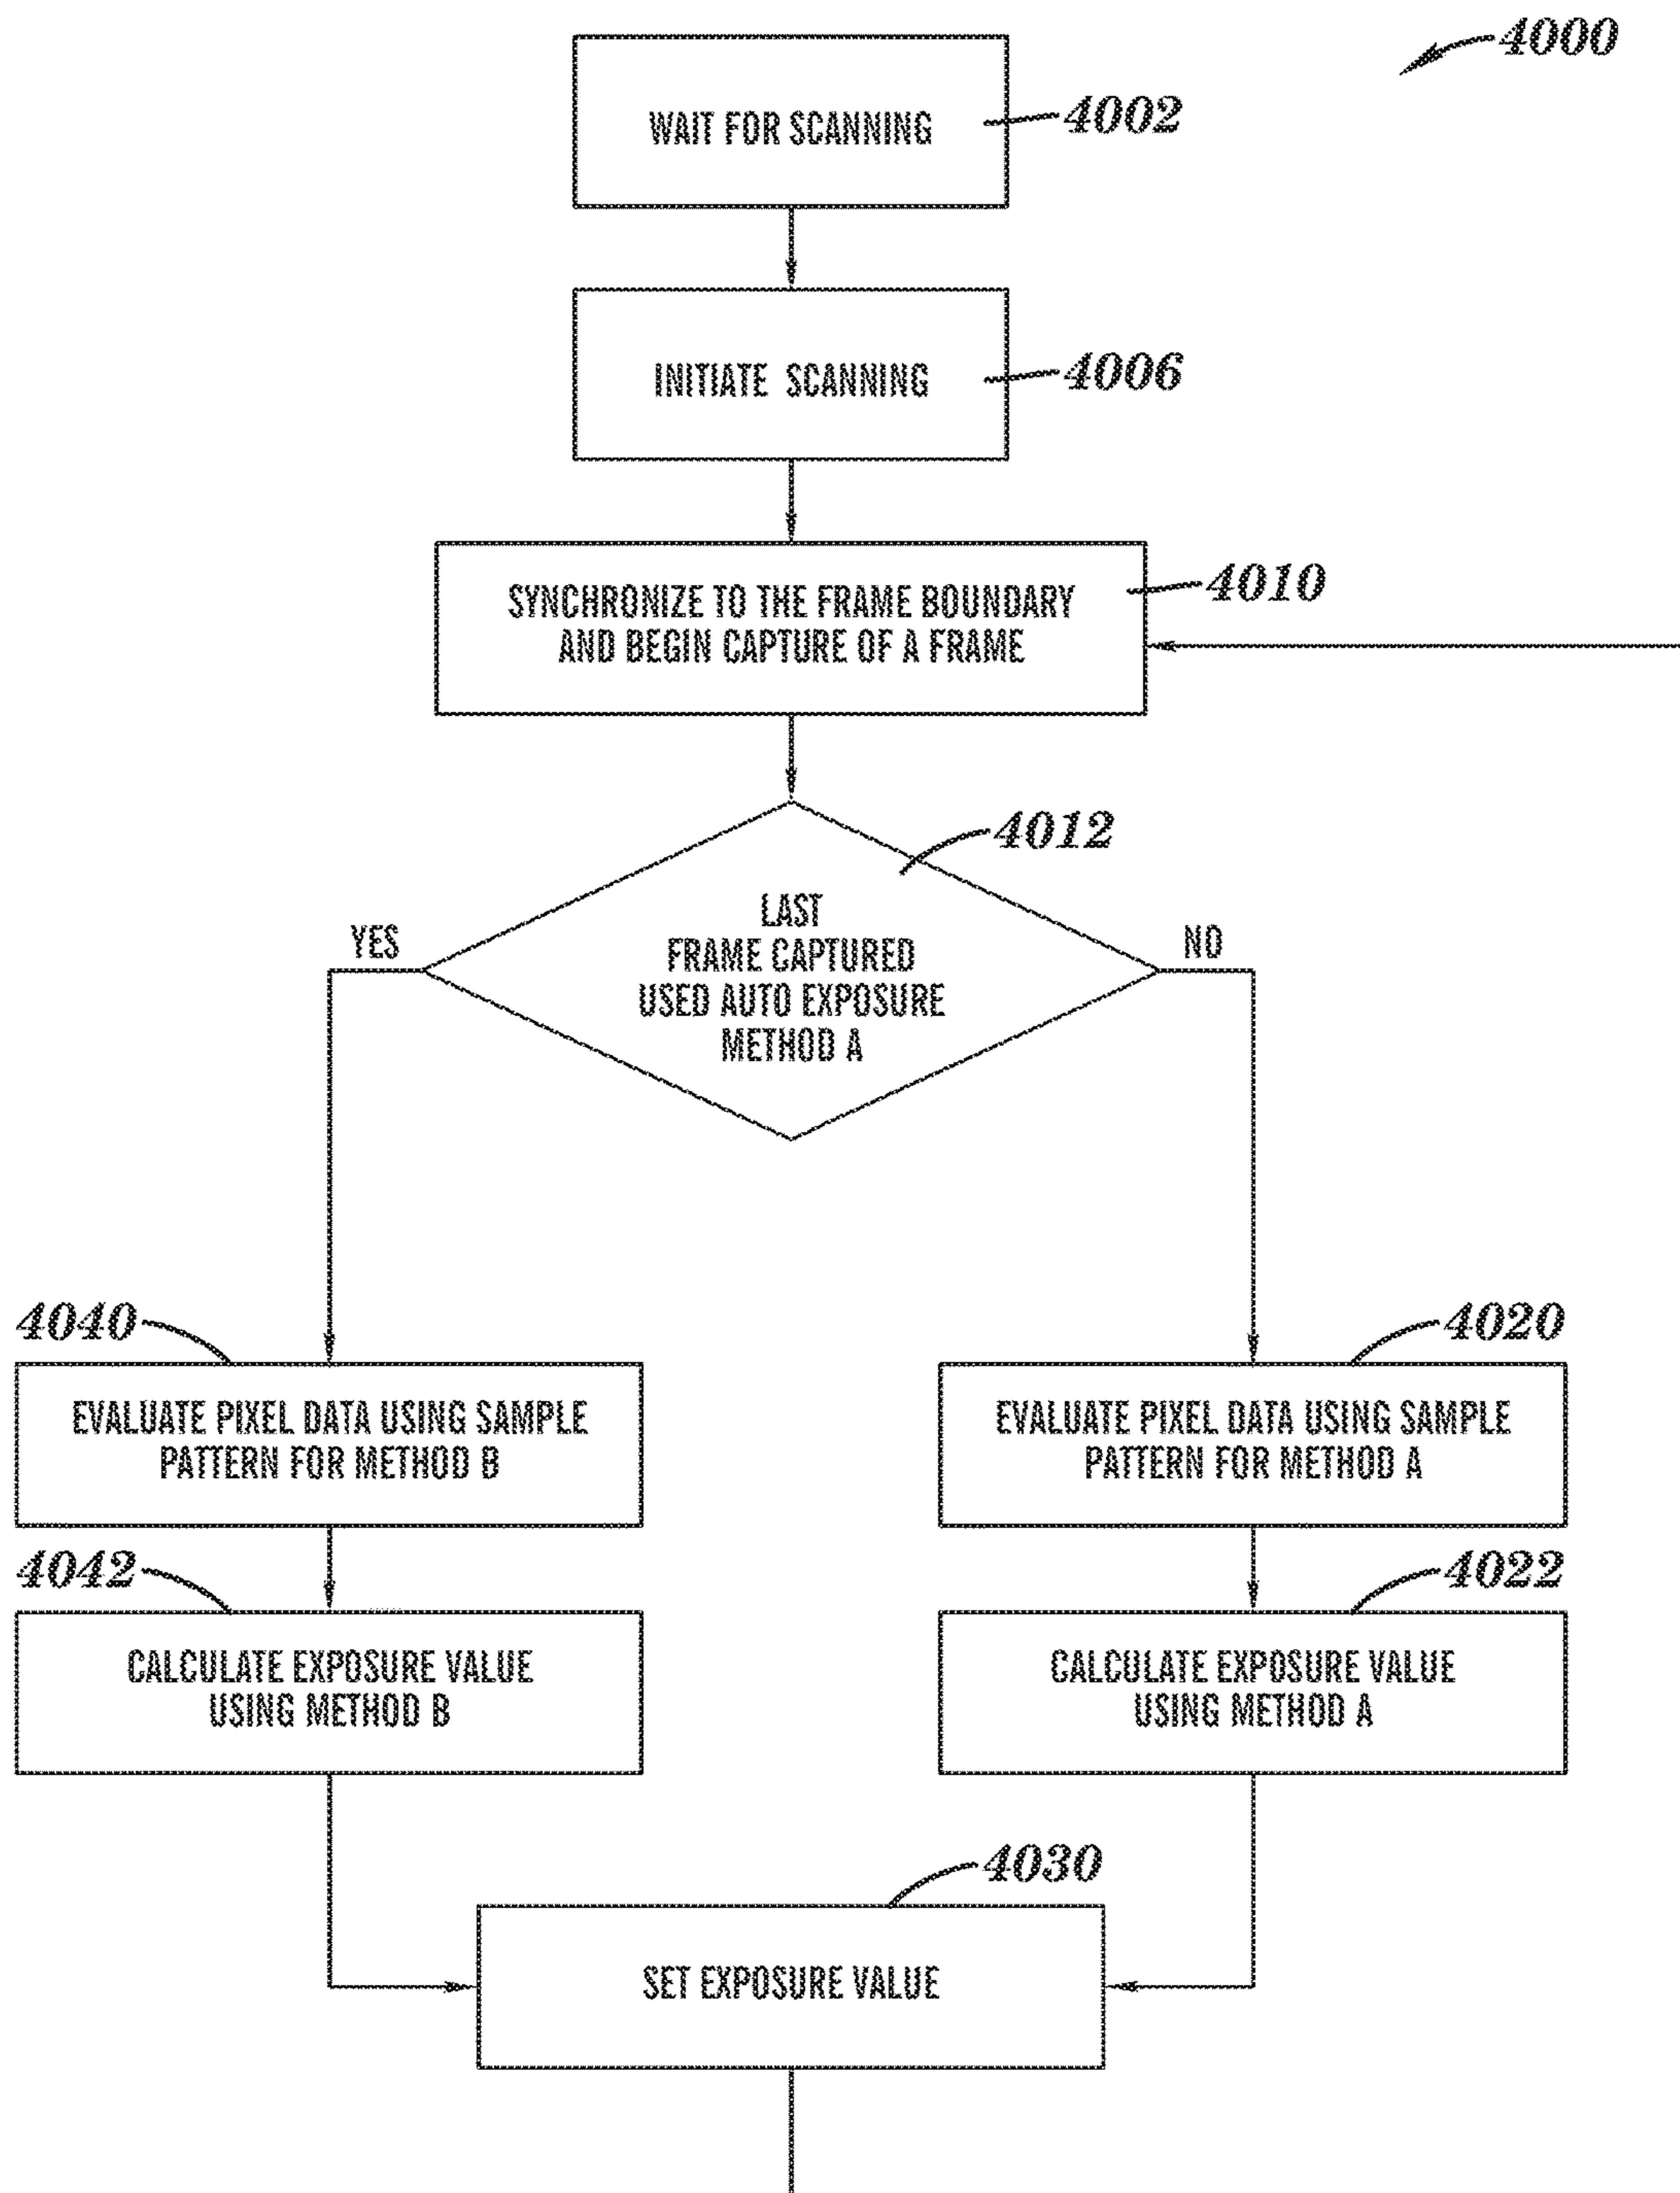 4000
WAIT FOR SCANNING
4002
INITIATE SCANNING
4006
SYNCHRONIZE TO THE FRAME BOUNDARY
AND BEGIN CAPTURE OF A FRAME
4010
4012
LAST
FRAME CAPTURED
USED AUTO EXPOSURE
METHOD A
YES
NO
4040
EVALUATE PIXEL DATA USING SAMPLE
PATTERN FOR METHOD B
4020
EVALUATE PIXEL DATA USING SAMPLE
PATTERN FOR METHOD A
4042
CALCULATE EXPOSURE VALUE
USING METHOD B
4022
CALCULATE EXPOSURE VALUE
USING METHOD A
4030
SET EXPOSURE VALUE